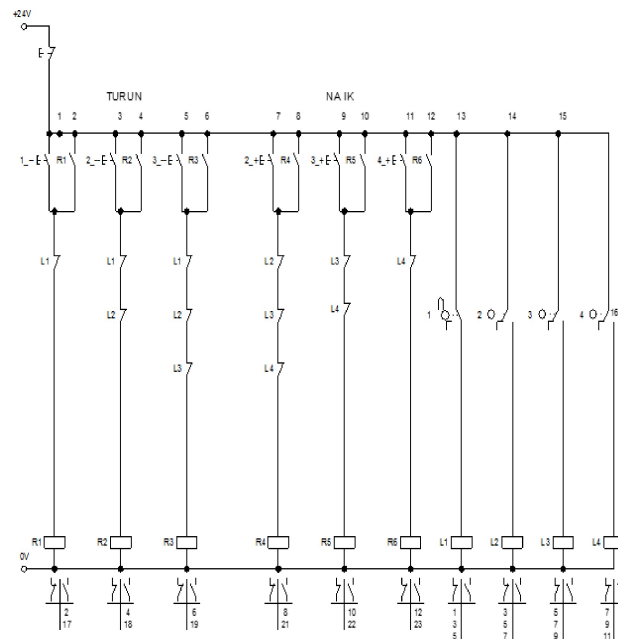 +24V
TURUN NAIK
1 2 3 4 5 6 7 8 9 10 11 12 13 14 15
1_- R1 2_- R2 3_- R3 2_+ R4 3_+ R5 4_+ R6
L1 L1 L1 L2 L3 L4
L2 L2 L3 L4 1 2 3 4 16
L3 L4
R1 R2 R3 R4 R5 R6 L1 L2 L3 L4
0V
2 4 6 8 10 12 1 3 5 7
17 18 19 21 22 23 3 5 7 9
5 7 9 11